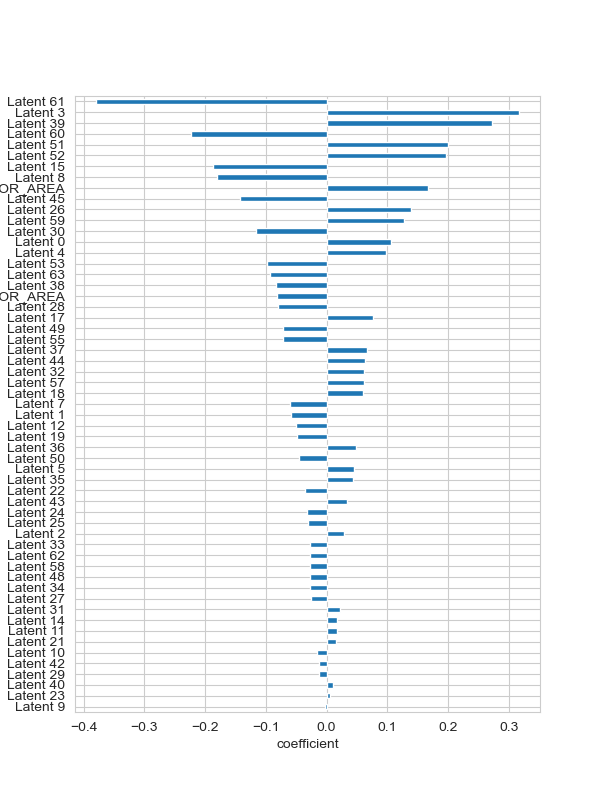 Latent 61
Latent 3
Latent 39
Latent 60
Latent 51
Latent 52
Latent 15
Latent 8
OR_AREA
Latent 45
Latent 26
Latent 59
Latent 30
Latent 0
Latent 4
Latent 53
Latent 63
Latent 38
OR_AREA
Latent 28
Latent 17
Latent 49
Latent 55
Latent 37
Latent 44
Latent 32
Latent 57
Latent 18
Latent 7
Latent 1
Latent 12
Latent 19
Latent 36
Latent 50
Latent 5
Latent 35
Latent 22
Latent 43
Latent 24
Latent 25
Latent 2
Latent 33
Latent 62
Latent 58
Latent 48
Latent 34
Latent 27
Latent 31
Latent 14
Latent 11
Latent 21
Latent 10
Latent 42
Latent 29
Latent 40
Latent 23
Latent 9
−0.4 −0.3 −0.2 −0.1 0.0 0.1 0.2 0.3
coefficient